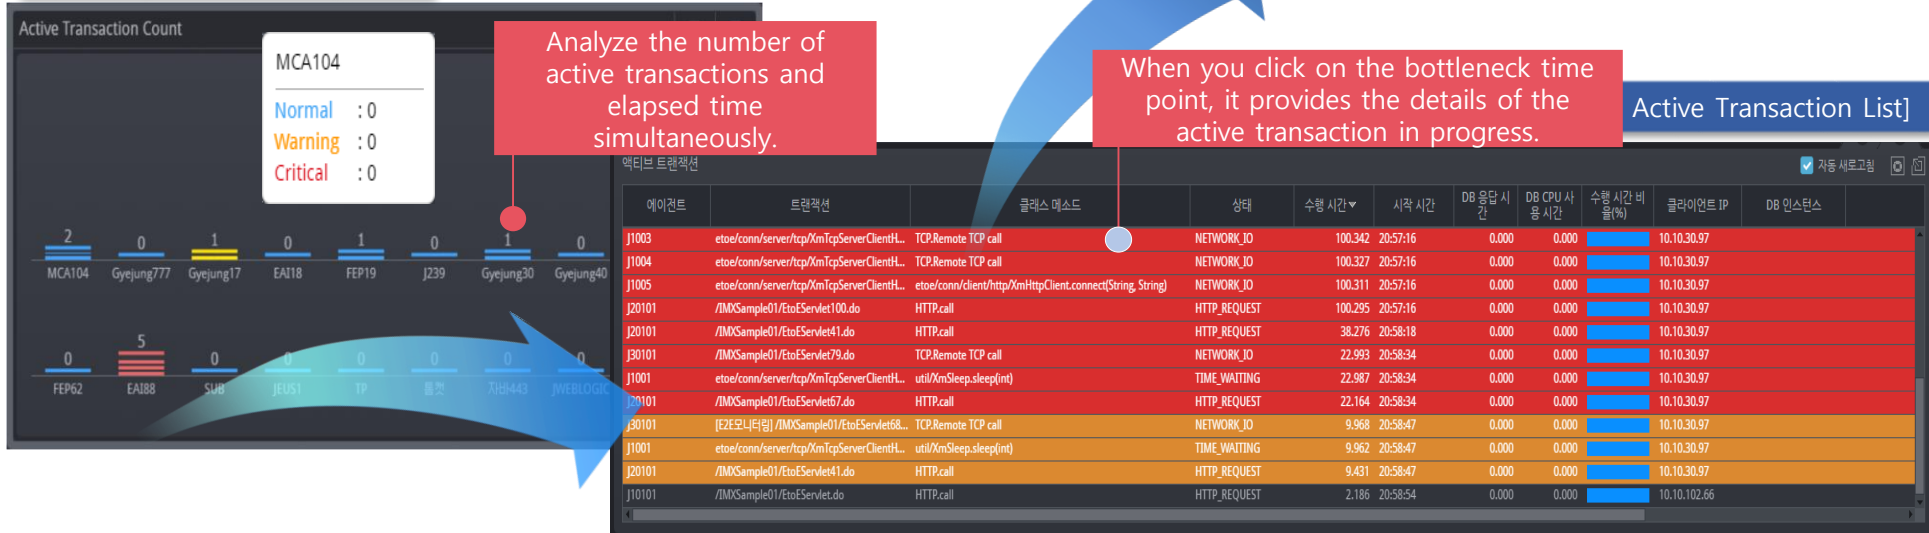 Active Transaction Count
MCA104
Normal : 0
Warning : 0
Critical : 0
Analyze the number of
active transactions and
elapsed time
simultaneously.
2 0 1 0 1 0 1 0
MCA104 Gyejung777 Gyejung17 EAI18 FEP19 J239 Gyejung30 Gyejung40
0 5 0 0 0 0 0 0
FEP62 EAI88 SUB JEUS1 TP 톰캣 자바443 JWEBLOGIC
When you click on the bottleneck time
point, it provides the details of the
active transaction in progress.
Active Transaction List]
액티브 트랜잭션 자동 새로고침
에이전트 트랜잭션 클래스 메소드 상태 수행 시간▼ 시작 시간 DB 응답 시간 DB CPU 사용 시간 수행 시간 비율(%) 클라이언트 IP DB 인스턴스
J1003 etoe/conn/server/tcp/XmTcpServerClientH... TCP.Remote TCP call NETWORK_IO 100.342 20:57:16 0.000 0.000 10.10.30.97
J1004 etoe/conn/server/tcp/XmTcpServerClientH... TCP.Remote TCP call NETWORK_IO 100.327 20:57:16 0.000 0.000 10.10.30.97
J1005 etoe/conn/server/tcp/XmTcpServerClientH... etoe/conn/client/http/XmHttpClient.connect(String, String) NETWORK_IO 100.311 20:57:16 0.000 0.000 10.10.30.97
J20101 /IMXSample01/EtoEServlet100.do HTTP.call HTTP_REQUEST 100.295 20:57:16 0.000 0.000 10.10.30.97
J20101 /IMXSample01/EtoEServlet41.do HTTP.call HTTP_REQUEST 38.276 20:58:18 0.000 0.000 10.10.30.97
J30101 /IMXSample01/EtoEServlet79.do TCP.Remote TCP call NETWORK_IO 22.993 20:58:34 0.000 0.000 10.10.30.97
J1001 etoe/conn/server/tcp/XmTcpServerClientH... util/XmSleep.sleep(int) TIME_WAITING 22.987 20:58:34 0.000 0.000 10.10.30.97
J20101 /IMXSample01/EtoEServlet67.do HTTP.call HTTP_REQUEST 22.164 20:58:34 0.000 0.000 10.10.30.97
J30101 [E2E모니터링] /IMXSample01/EtoEServlet68... TCP.Remote TCP call NETWORK_IO 9.968 20:58:47 0.000 0.000 10.10.30.97
J1001 etoe/conn/server/tcp/XmTcpServerClientH... util/XmSleep.sleep(int) TIME_WAITING 9.962 20:58:47 0.000 0.000 10.10.30.97
J20101 /IMXSample01/EtoEServlet41.do HTTP.call HTTP_REQUEST 9.431 20:58:47 0.000 0.000 10.10.30.97
J10101 /IMXSample01/EtoEServlet.do HTTP.call HTTP_REQUEST 2.186 20:58:54 0.000 0.000 10.10.102.66